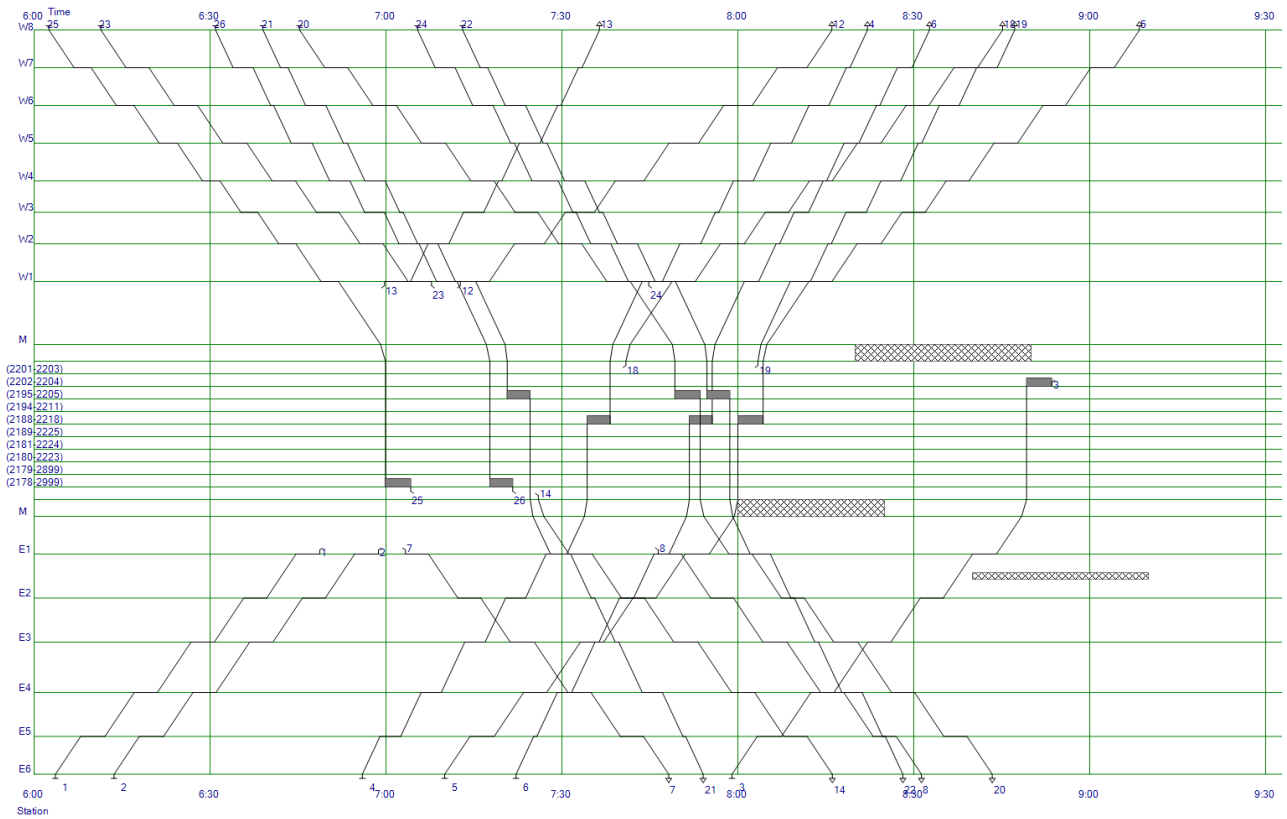 Time
6:00 6:30 7:00 7:30 8:00 8:30 9:00 9:30
W8 25 23 26 21 20 24 22 13 12 4 6 19 5
W7
W6
W5
W4
W3
W2
W1
13 23 12 24
M
18 19
(2201-2203)
(2202-2204)
3
(2195-2205)
(2194-2211)
(2188-2218)
(2189-2225)
(2181-2224)
(2180-2223)
(2179-2899)
(2178-2999)
25 26 14
M
E1 1 2 7 8
E2
E3
E4
E5
E6
1 2 4 5 6 7 21 3 14 22 8 20
6:00 6:30 7:00 7:30 8:00 8:30 9:00 9:30
Station